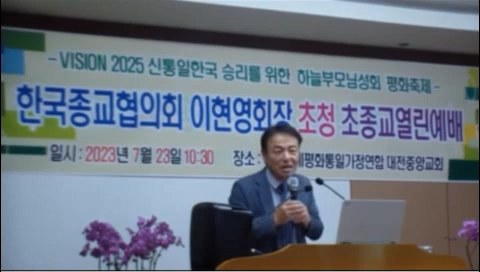 - VISION 2025 신통일한국 승리를 위한 하늘부모님성회 평화축제 -
한국종교협의회 이현영회장 초청 초종교열린예배
일시 : 2023년 7월 23일 10:30 장소 : 평화통일가정연합 대전중앙교회